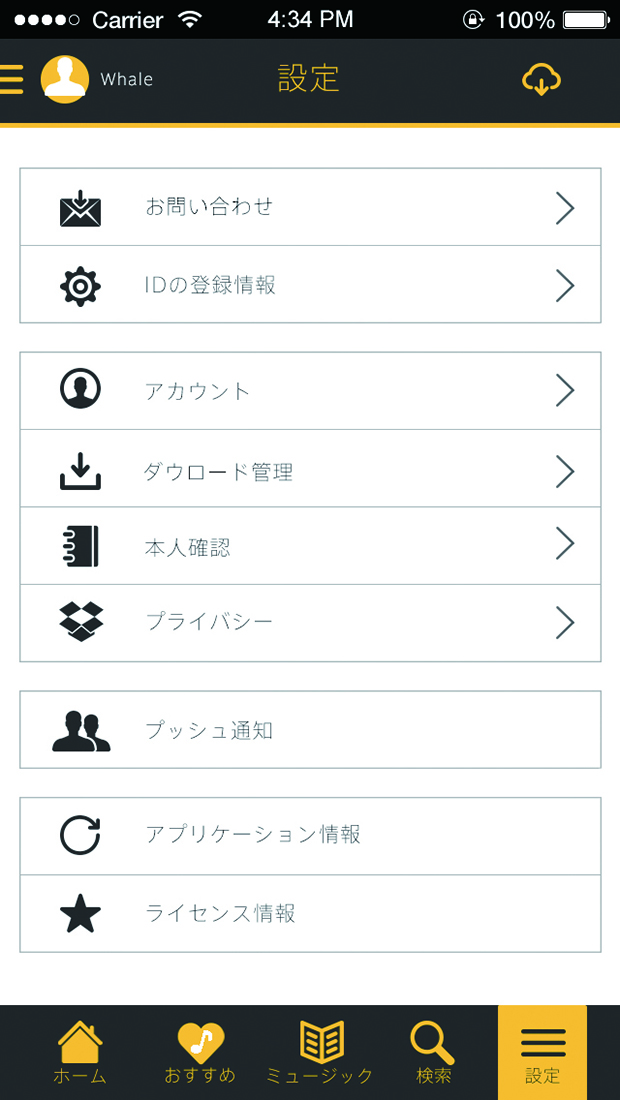 Carrier 4:34 PM 100%
Whale 設定
お問い合わせ
IDの登録情報
アカウント
ダウロード管理
本人確認
プライバシー
プッシュ通知
アプリケーション情報
ライセンス情報
ホーム おすすめ ミュージック 検索 設定